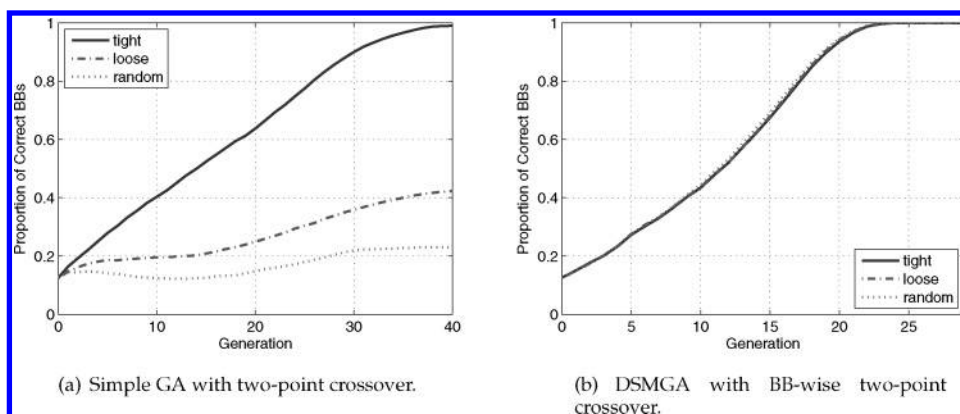 1
0.8
0.6
0.4
0.2
0
Proportion of Correct BBs
tight
loose
random
0 10 20 30 40
Generation
(a) Simple GA with two-point crossover.
1
0.8
0.6
0.4
0.2
0
Proportion of Correct BBs
tight
loose
random
0 5 10 15 20 25
Generation
(b) DSMGA with BB-wise two-point
crossover.